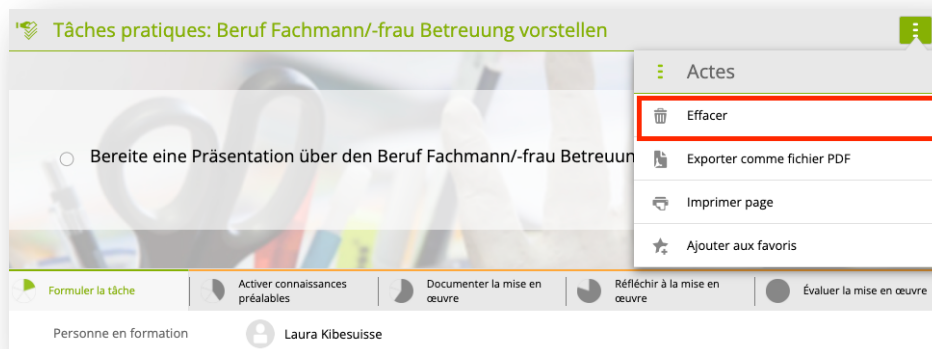 Tâches pratiques: Beruf Fachmann/-frau Betreuung vorstellen
Actes
Effacer
Exporter comme fichier PDF
Imprimer page
Ajouter aux favoris
Bereite eine Präsentation über den Beruf Fachmann/-frau Betreuun
Formuler la tâche
Activer connaissances
préalables
Documenter la mise en
œuvre
Réfléchir à la mise en
œuvre
Évaluer la mise en œuvre
Personne en formation
Laura Kibesuisse